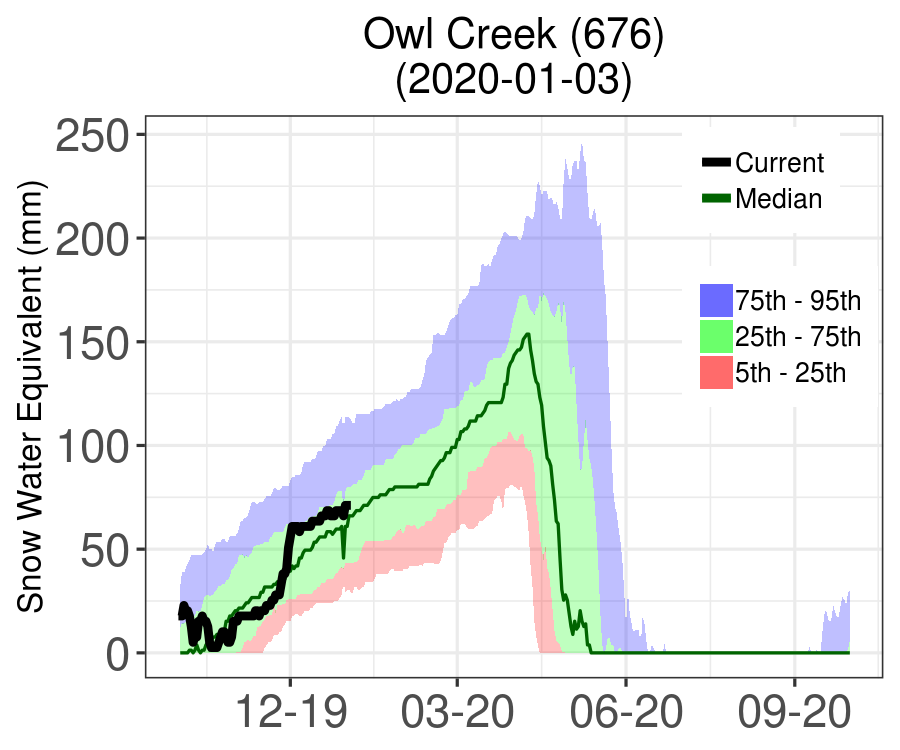 Owl Creek (676)
(2020-01-03)
Snow Water Equivalent (mm)
250
200
150
100
50
0
12-19
03-20
06-20
09-20
Current
Median
75th - 95th
25th - 75th
5th - 25th